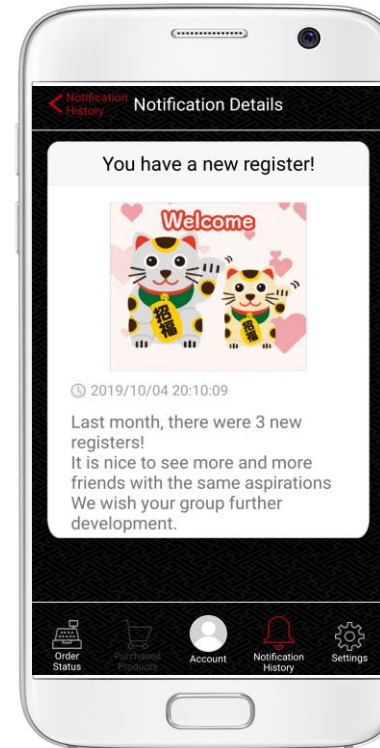 Notification
History
Notification Details
You have a new register!
Welcome
招福
招福
2019/10/04 20:10:09
Last month, there were 3 new
registers!
It is nice to see more and more
friends with the same aspirations
We wish your group further
development.
Order
Status
Purchased
Products
Account
Notification
History
Settings